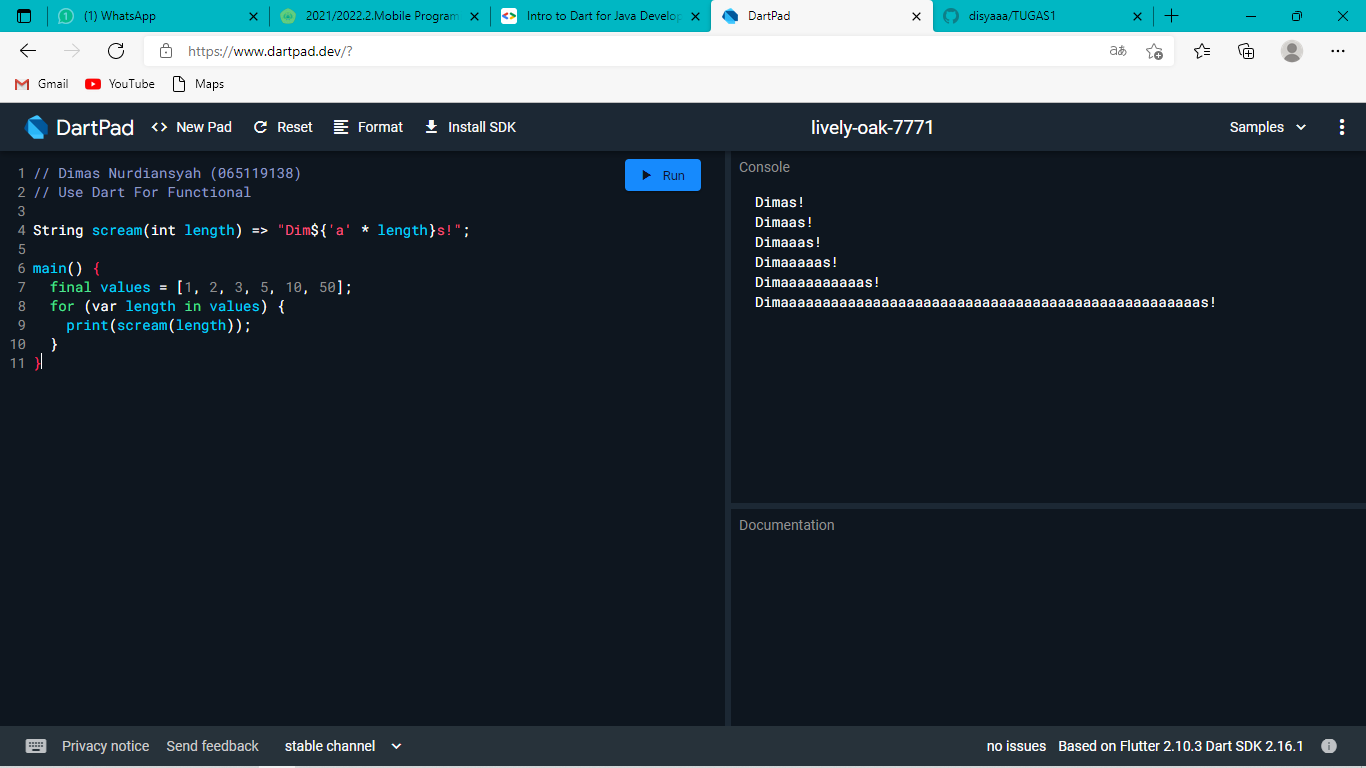 (1) WhatsApp
2021/2022.2.Mobile Program
Intro to Dart for Java Develop
DartPad
disyaaa/TUGAS1
https://www.dartpad.dev/?
aあ
Gmail YouTube Maps
DartPad <> New Pad Reset Format Install SDK lively-oak-7771 Samples
1 // Dimas Nurdiansyah (065119138)
2 // Use Dart For Functional
3
4 String scream(int length) => "Dim${'a' * length}s!";
5
6 main() {
7 final values = [1, 2, 3, 5, 10, 50];
8 for (var length in values) {
9 print(scream(length));
10 }
11 }
Run
Console
Dimas!
Dimaas!
Dimaaas!
Dimaaaaas!
Dimaaaaaaaaaas!
Dimaaaaaaaaaaaaaaaaaaaaaaaaaaaaaaaaaaaaaaaaaaaaaaaaaas!
Documentation
Privacy notice Send feedback stable channel no issues Based on Flutter 2.10.3 Dart SDK 2.16.1